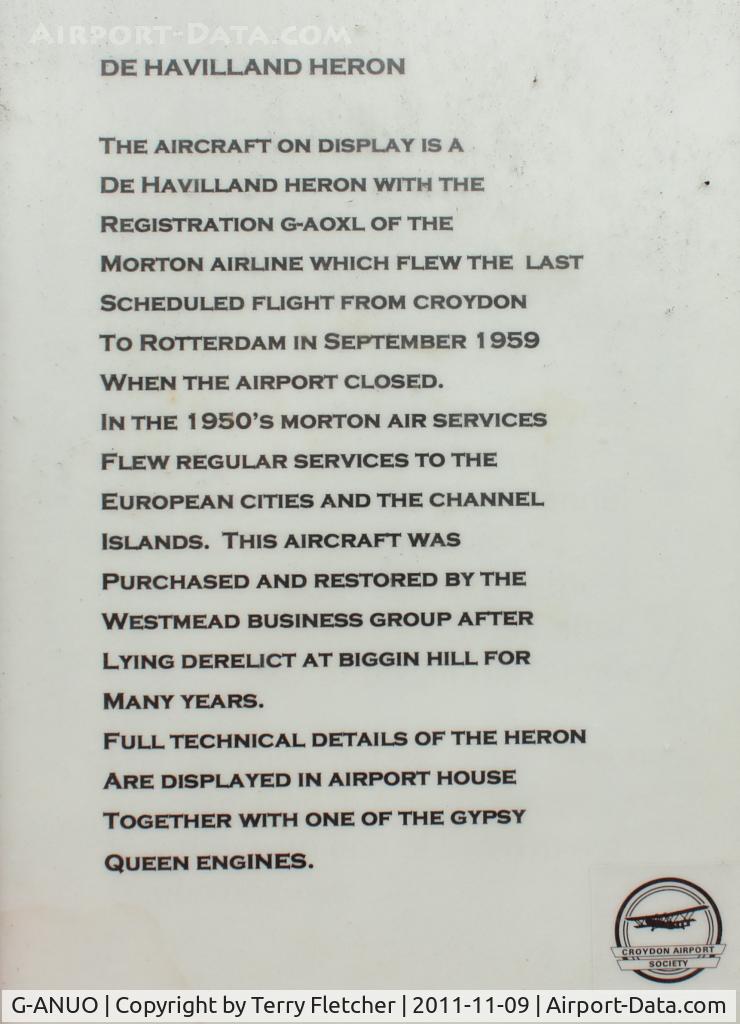 Airport-Data.com
De Havilland Heron
The aircraft on display is a
De Havilland heron with the
Registration g-aoxl of the
Morton airline which flew the last
Scheduled flight from croydon
To Rotterdam in September 1959
When the airport closed.
In the 1950's morton air services
Flew regular services to the
European cities and the channel
Islands. This aircraft was
Purchased and restored by the
Westmead business group after
Lying derelict at biggin hill for
Many years.
Full technical details of the heron
Are displayed in airport house
Together with one of the gypsy
Queen engines.
CROYDON AIRPORT
SOCIETY
G-ANUO | Copyright by Terry Fletcher | 2011-11-09 | Airport-Data.com